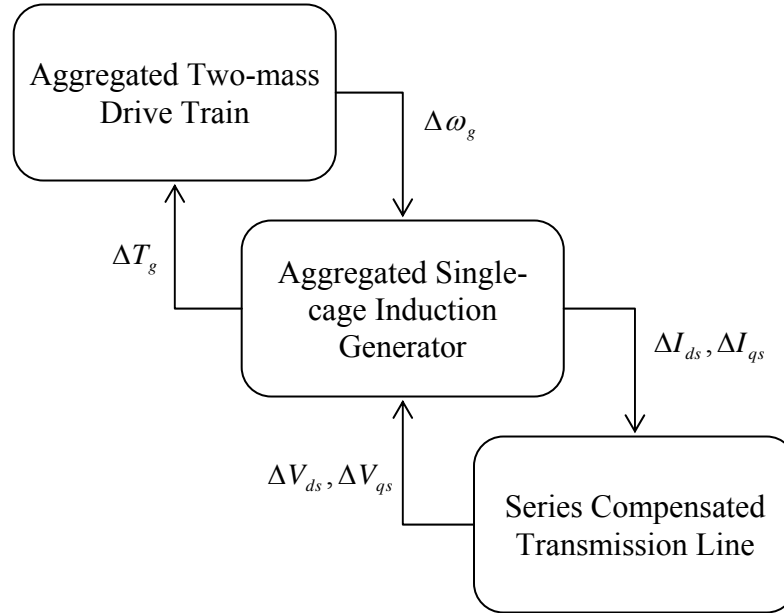 Aggregated Two-mass
Drive Train
Δω_g
ΔT_g
Aggregated Single-
cage Induction
Generator
ΔI_ds, ΔI_qs
ΔV_ds, ΔV_qs
Series Compensated
Transmission Line